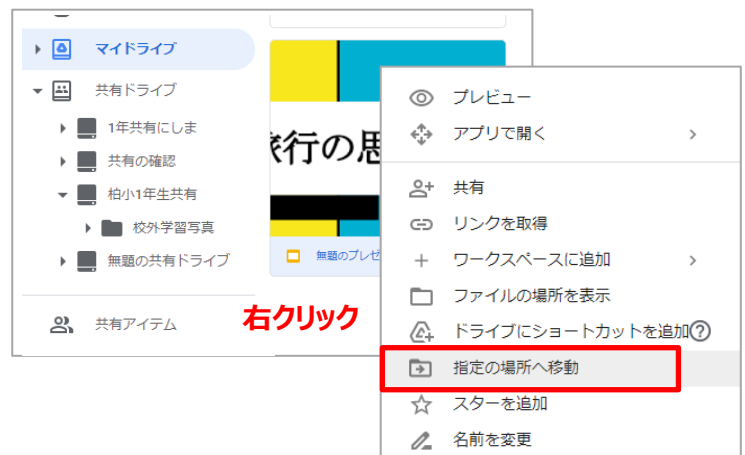 マイドライブ
共有ドライブ
1年共有にしま
共有の確認
柏小1年生共有
校外学習写真
無題の共有ドライブ
共有アイテム
旅行の思
無題のプレゼ
右クリック
プレビュー
アプリで開く
共有
リンクを取得
ワークスペースに追加
ファイルの場所を表示
ドライブにショートカットを追加
指定の場所へ移動
スターを追加
名前を変更